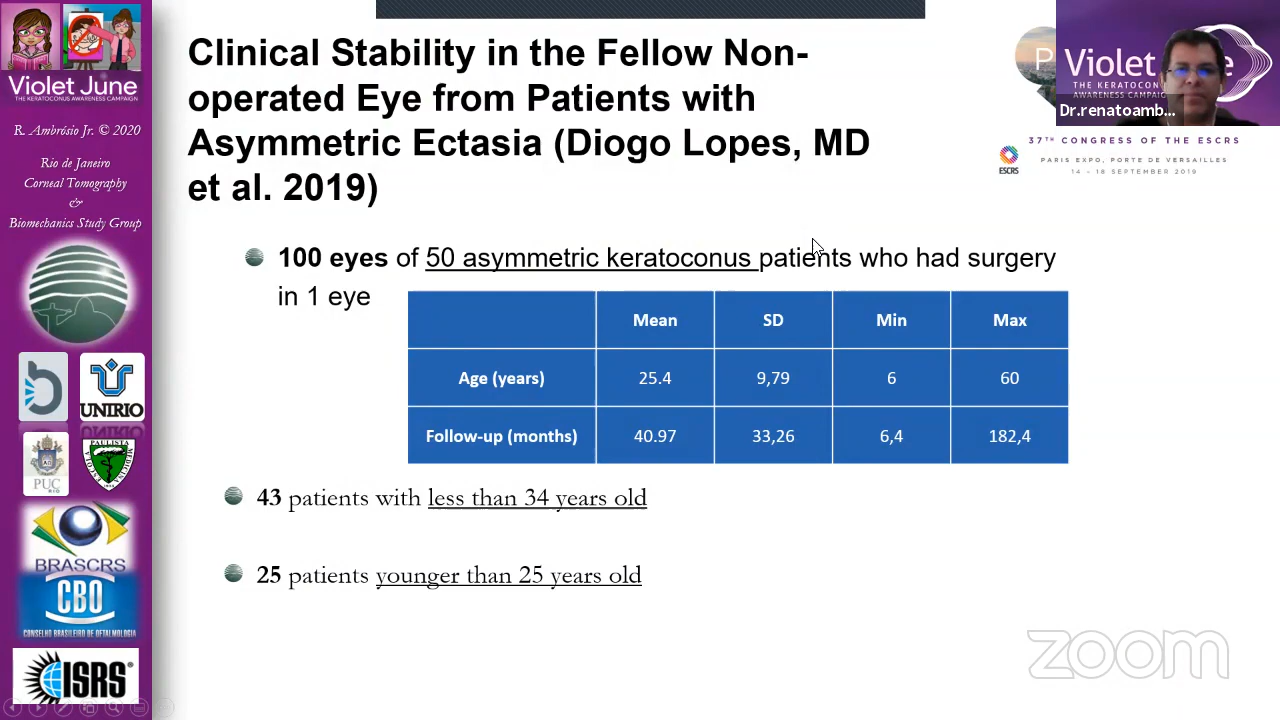 Clinical Stability in the Fellow Non-
operated Eye from Patients with
Asymmetric Ectasia (Diogo Lopes, MD
et al. 2019)
100 eyes of 50 asymmetric keratoconus patients who had surgery
in 1 eye
Mean SD Min Max
Age (years) 25.4 9,79 6 60
Follow-up (months) 40.97 33,26 6,4 182,4
43 patients with less than 34 years old
25 patients younger than 25 years old
Violet June
THE KERATOCONUS AWARENESS CAMPAIGN
R. Ambrósio Jr. © 2020
Rio de Janeiro
Corneal Tomography
&
Biomechanics Study Group
UNIRIO
PUC
RIO
PAULISTA
BRASCRS
CBO
CONSELHO BRASILEIRO DE OFTALMOLOGIA
ISRS
P
Violet
Dr.renatoamb...
37TH CONGRESS OF THE ESCRS
ESCRS
PARIS EXPO, PORTE DE VERSAILLES
14 – 18 SEPTEMBER 2019
zoom